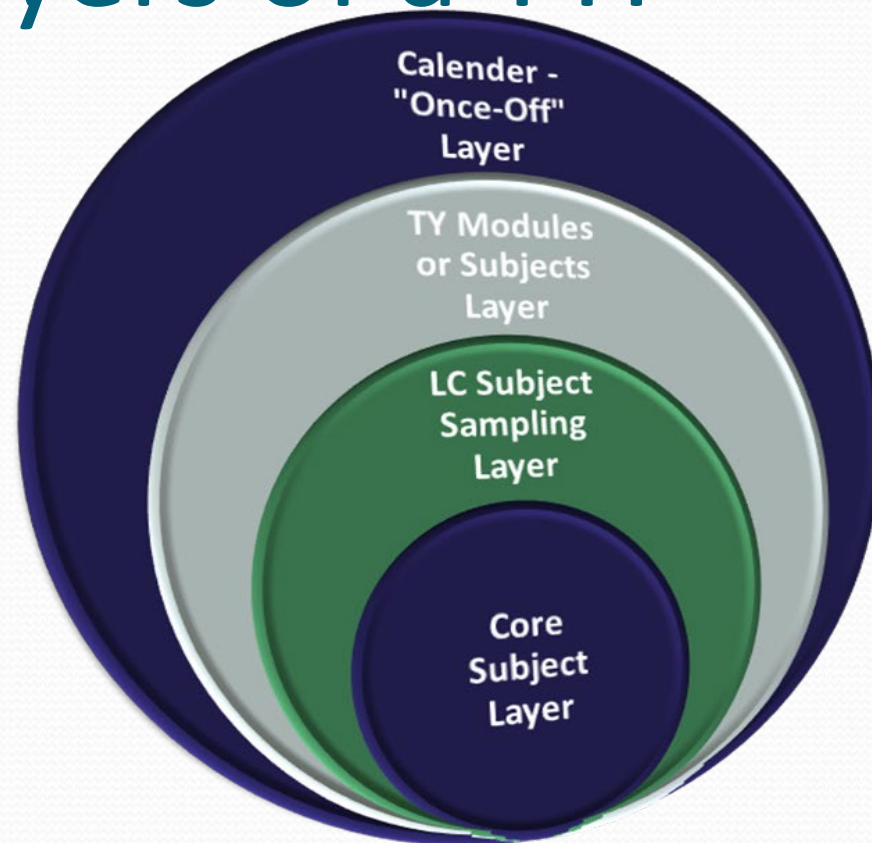 Calender -
"Once-Off"
Layer
TY Modules
or Subjects
Layer
LC Subject
Sampling
Layer
Core
Subject
Layer